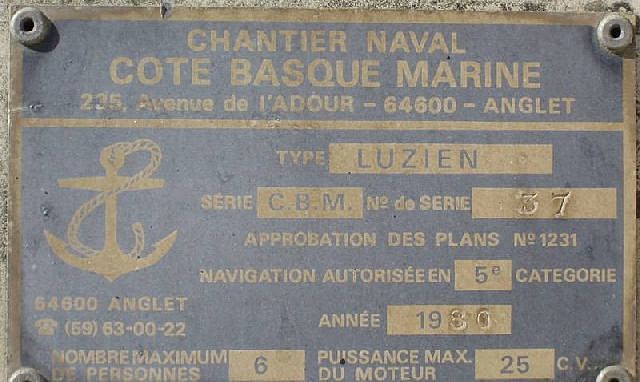 CHANTIER NAVAL
COTE BASQUE MARINE
235, Avenue de l'ADOUR - 64600 - ANGLET
TYPE LUZIEN
SÉRIE C.B.M. Nº de SERIE 37
APPROBATION DES PLANS Nº 1231
NAVIGATION AUTORISÉE EN 5e CATEGORIE
64600 ANGLET
☎ (59) 63-00-22
ANNÉE 1980
NOMBRE MAXIMUM DE PERSONNES 6
PUISSANCE MAX. DU MOTEUR 25 C.V.